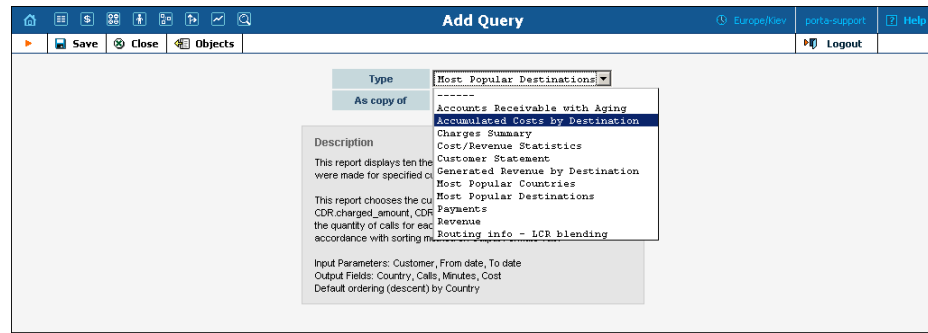 Add Query
Europe/Kiev
porta-support
? Help
Save
Close
Objects
Logout
Type
Most Popular Destinations
As copy of
------
Accounts Receivable with Aging
Accumulated Costs by Destination
Charges Summary
Cost/Revenue Statistics
Customer Statement
Generated Revenue by Destination
Most Popular Countries
Most Popular Destinations
Payments
Revenue
Routing info - LCR blending
Description
This report displays ten the
were made for specified cu
This report chooses the cu
CDR.charged_amount, CDR
the quantity of calls for eac
accordance with sorting
Input Parameters: Customer, From date, To date
Output Fields: Country, Calls, Minutes, Cost
Default ordering (descent) by Country